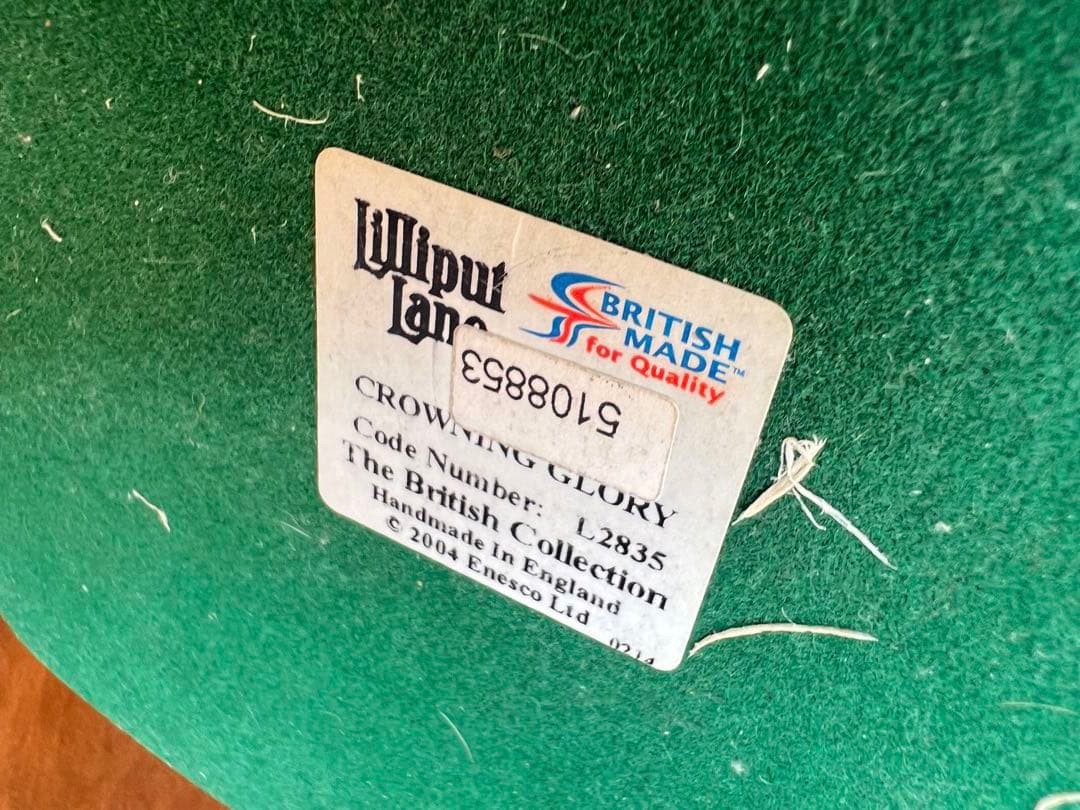 Lilliput
Lane
BRITISH
MADE™
for Quality
5108853
CROWNING GLORY
Code Number: L2835
The British Collection
Handmade In England
© 2004 Enesco Ltd